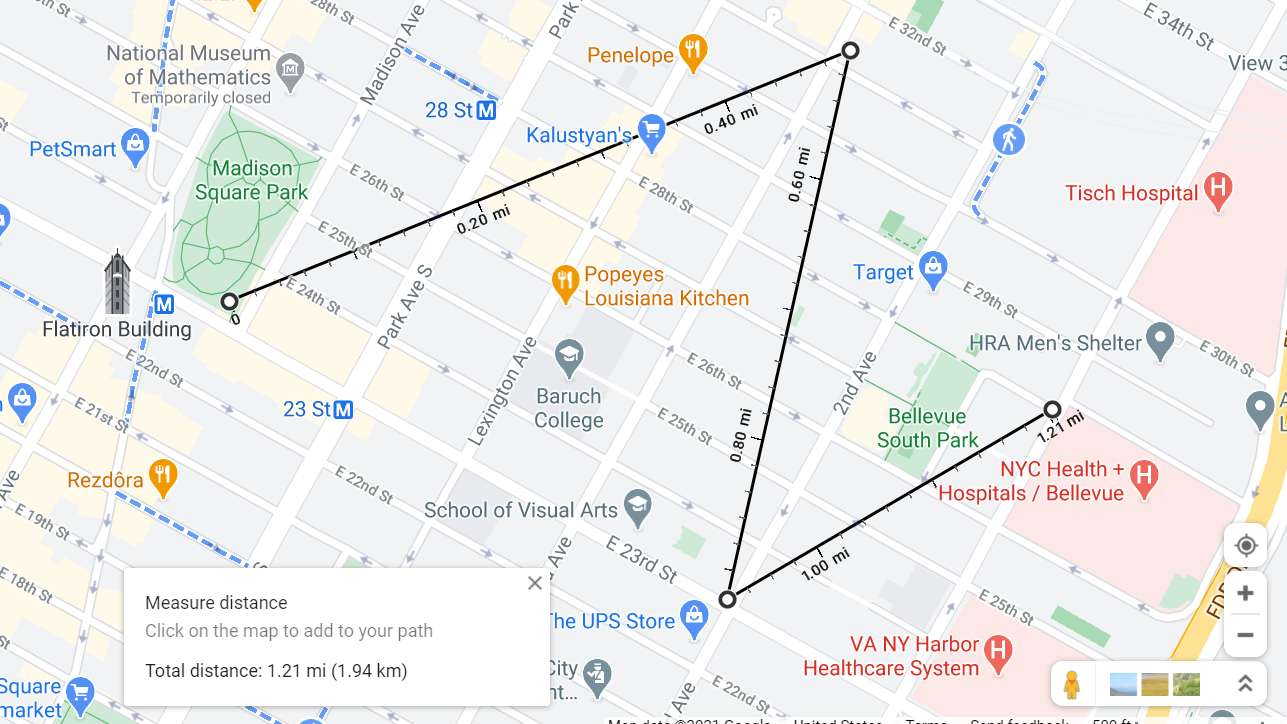 28th St
Park
E 34th St
E 32nd St
Madison Ave
National Museum
of Mathematics
Temporarily closed
Penelope
View 3
28 St M
0.40 mi
Kalustyan's
PetSmart
Madison
Square Park
E 26th St
0.60 mi
E 28th St
Tisch Hospital
H
0.20 mi
E 25th St
Target
Popeyes
Louisiana Kitchen
E 24th St
E 29th St
0
M
Park Ave S
Flatiron Building
HRA Men's Shelter
E 30th St
E 22nd St
E 26th St
2nd Ave
Lexington Ave
Baruch
College
23 St M
E 21st St
E 25th St
0.80 mi
Bellevue
South Park
1.21 mi
Rezdôra
Ave
E 22nd St
NYC Health +
Hospitals / Bellevue
H
School of Visual Arts
E 19th St
E 23rd St
1.00 mi
Ave
E 18th St
Measure distance
Click on the map to add to your path
Total distance: 1.21 mi (1.94 km)
The UPS Store
E 25th St
VA NY Harbor
Healthcare System
H
City
nt...
E 22nd St
Ave
Square
market
Map data ©2021 Google
United States
Terms
Send feedback
500 ft